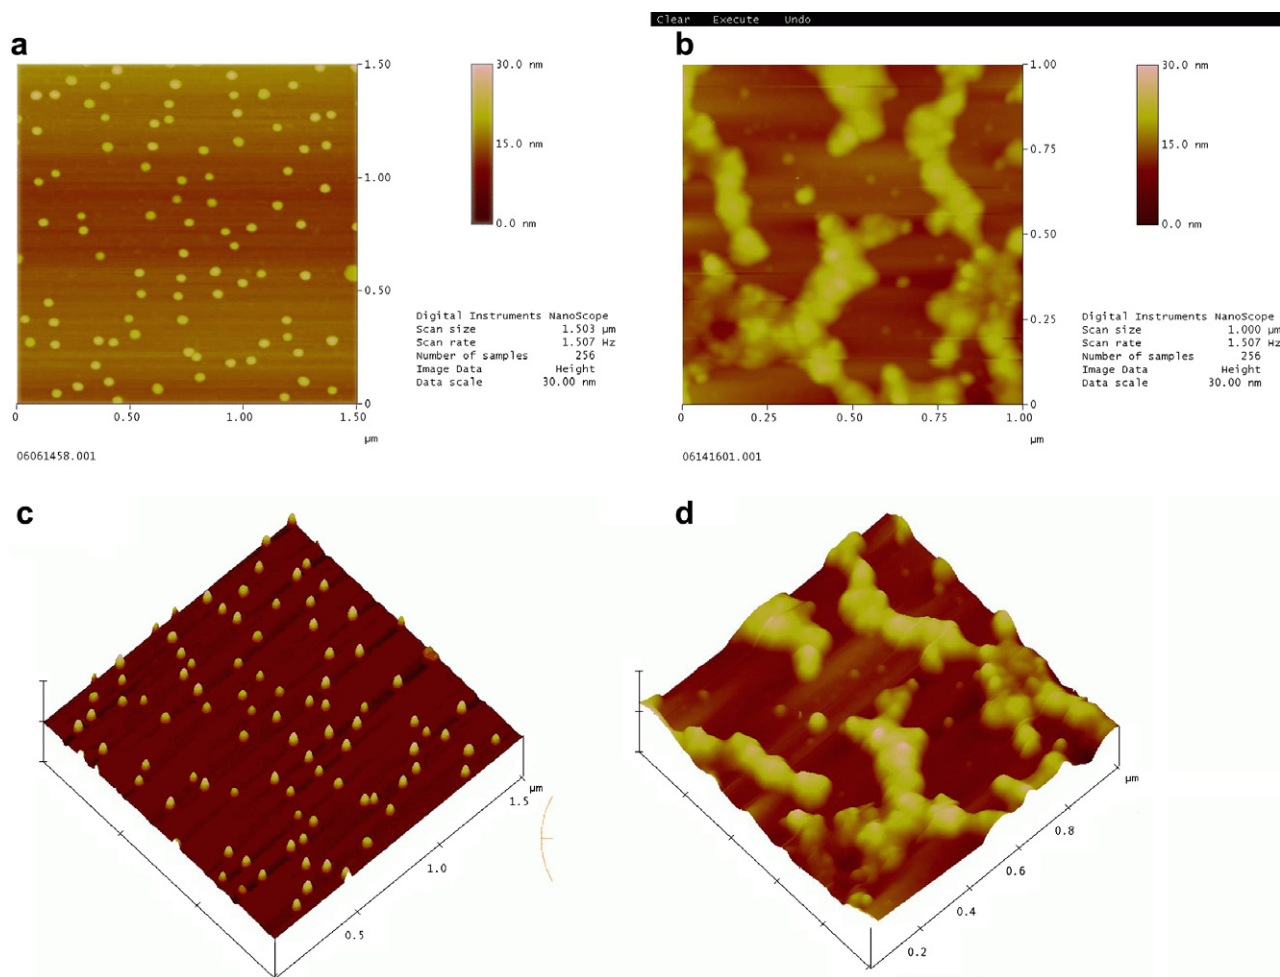 Clear Execute Undo
a
1.50
1.00
0.50
0
0 0.50 1.00 1.50
µm
30.0 nm
15.0 nm
0.0 nm
Digital Instruments NanoScope
Scan size 1.503 µm
Scan rate 1.507 Hz
Number of samples 256
Image Data Height
Data scale 30.00 nm
06061458.001
b
1.00
0.75
0.50
0.25
0
0 0.25 0.50 0.75 1.00
µm
30.0 nm
15.0 nm
0.0 nm
Digital Instruments NanoScope
Scan size 1.000 µm
Scan rate 1.507 Hz
Number of samples 256
Image Data Height
Data scale 30.00 nm
06141601.001
c
µm
1.5
1.0
0.5
d
µm
0.8
0.6
0.4
0.2